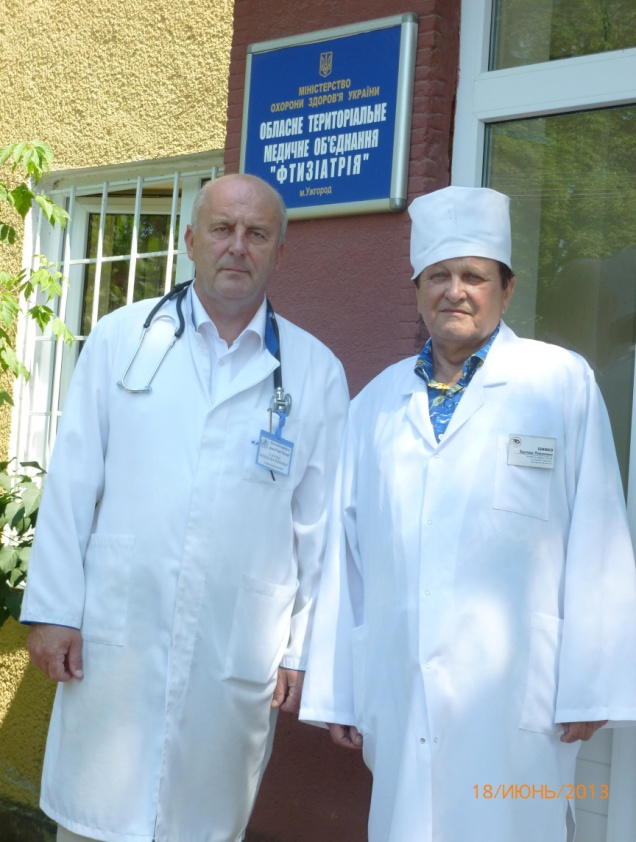 МІНІСТЕРСТВО
ОХОРОНИ ЗДОРОВ'Я УКРАЇНИ
ОБЛАСНЕ ТЕРИТОРІАЛЬНЕ
МЕДИЧНЕ ОБ'ЄДНАННЯ
"ФТИЗІАТРІЯ"
м.Ужгород
18/ИЮНЬ/2013